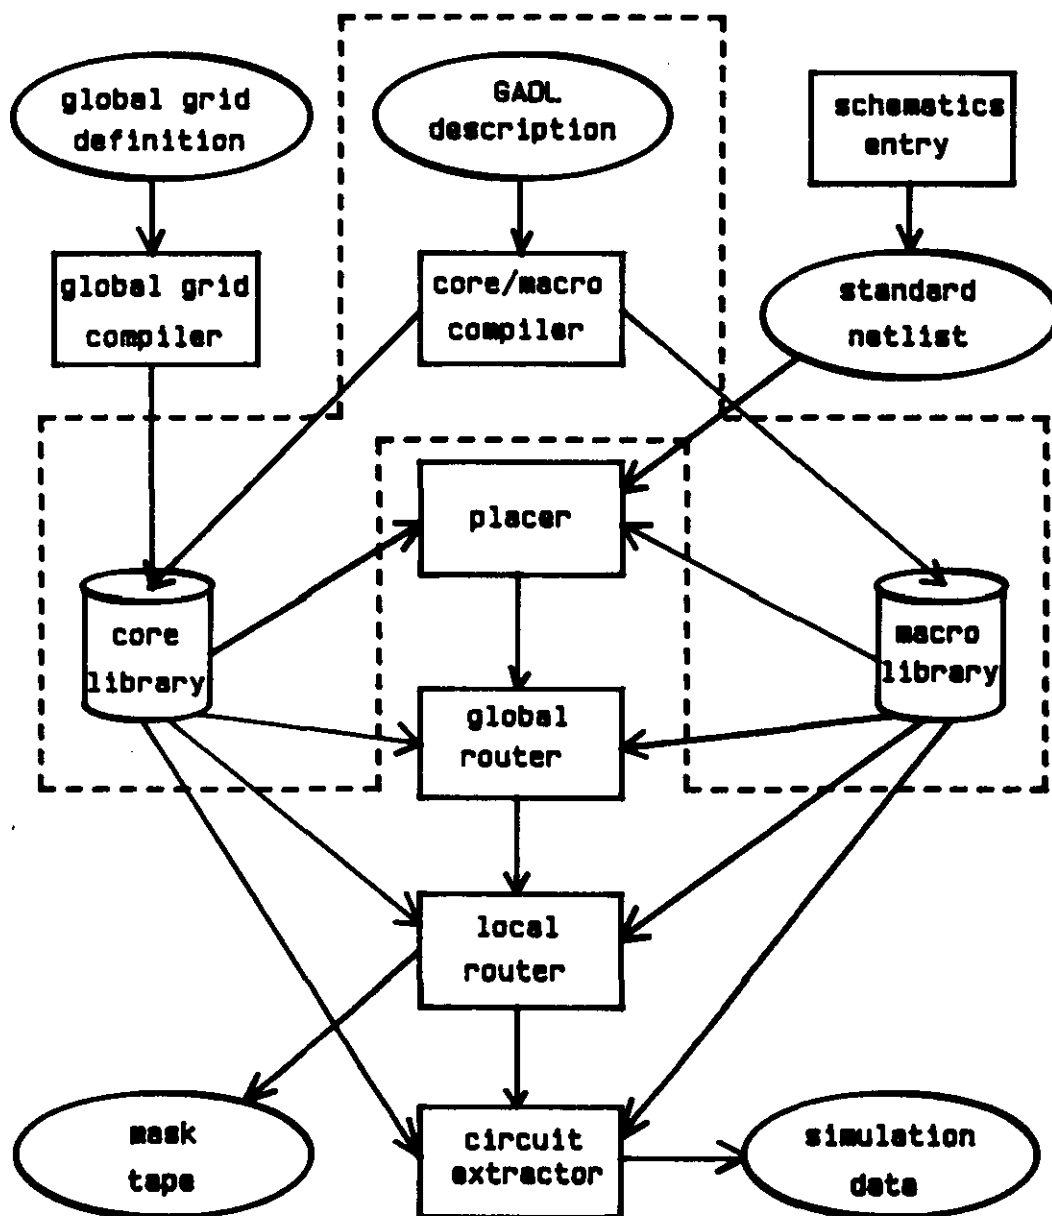 global grid
definition
GADL
description
schematics
entry
global grid
compiler
core/macro
compiler
standard
netlist
placer
core
library
macro
library
global
router
local
router
mask
tape
circuit
extractor
simulation
data